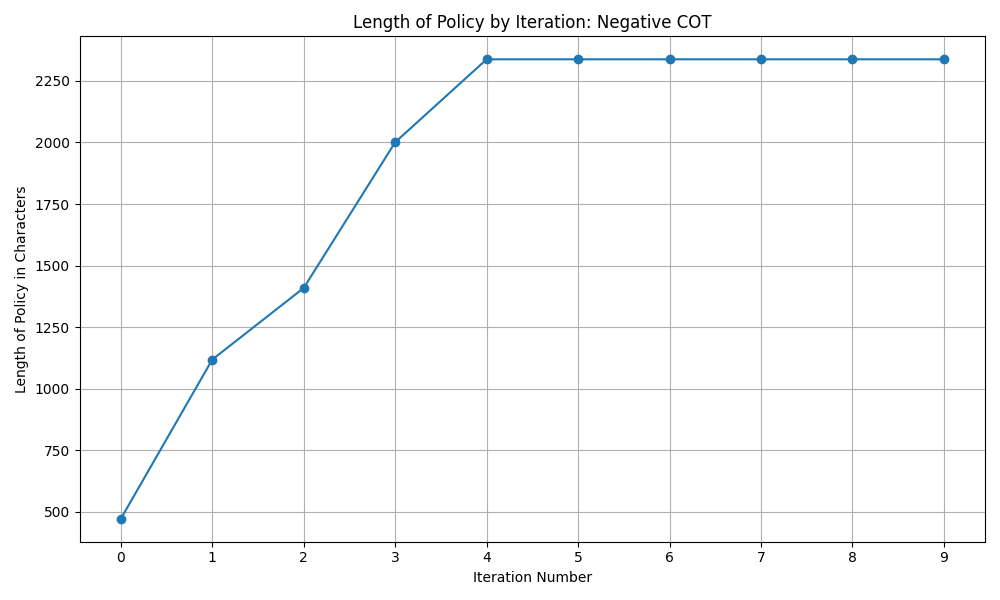 Length of Policy by Iteration: Negative COT
Length of Policy in Characters
2250
2000
1750
1500
1250
1000
750
500
0 1 2 3 4 5 6 7 8 9
Iteration Number